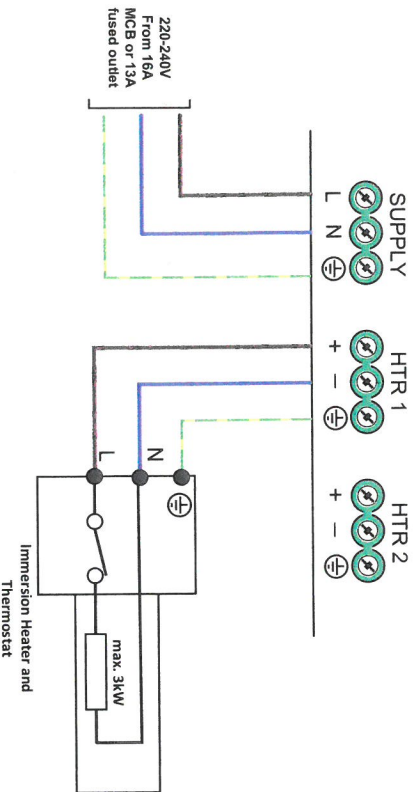 SUPPLY
HTR 1
HTR 2
L
N
+
−
+
−
220-240V
From 16A
MCB or 13A
fused outlet
L
N
max. 3kW
Immersion Heater and
Thermostat